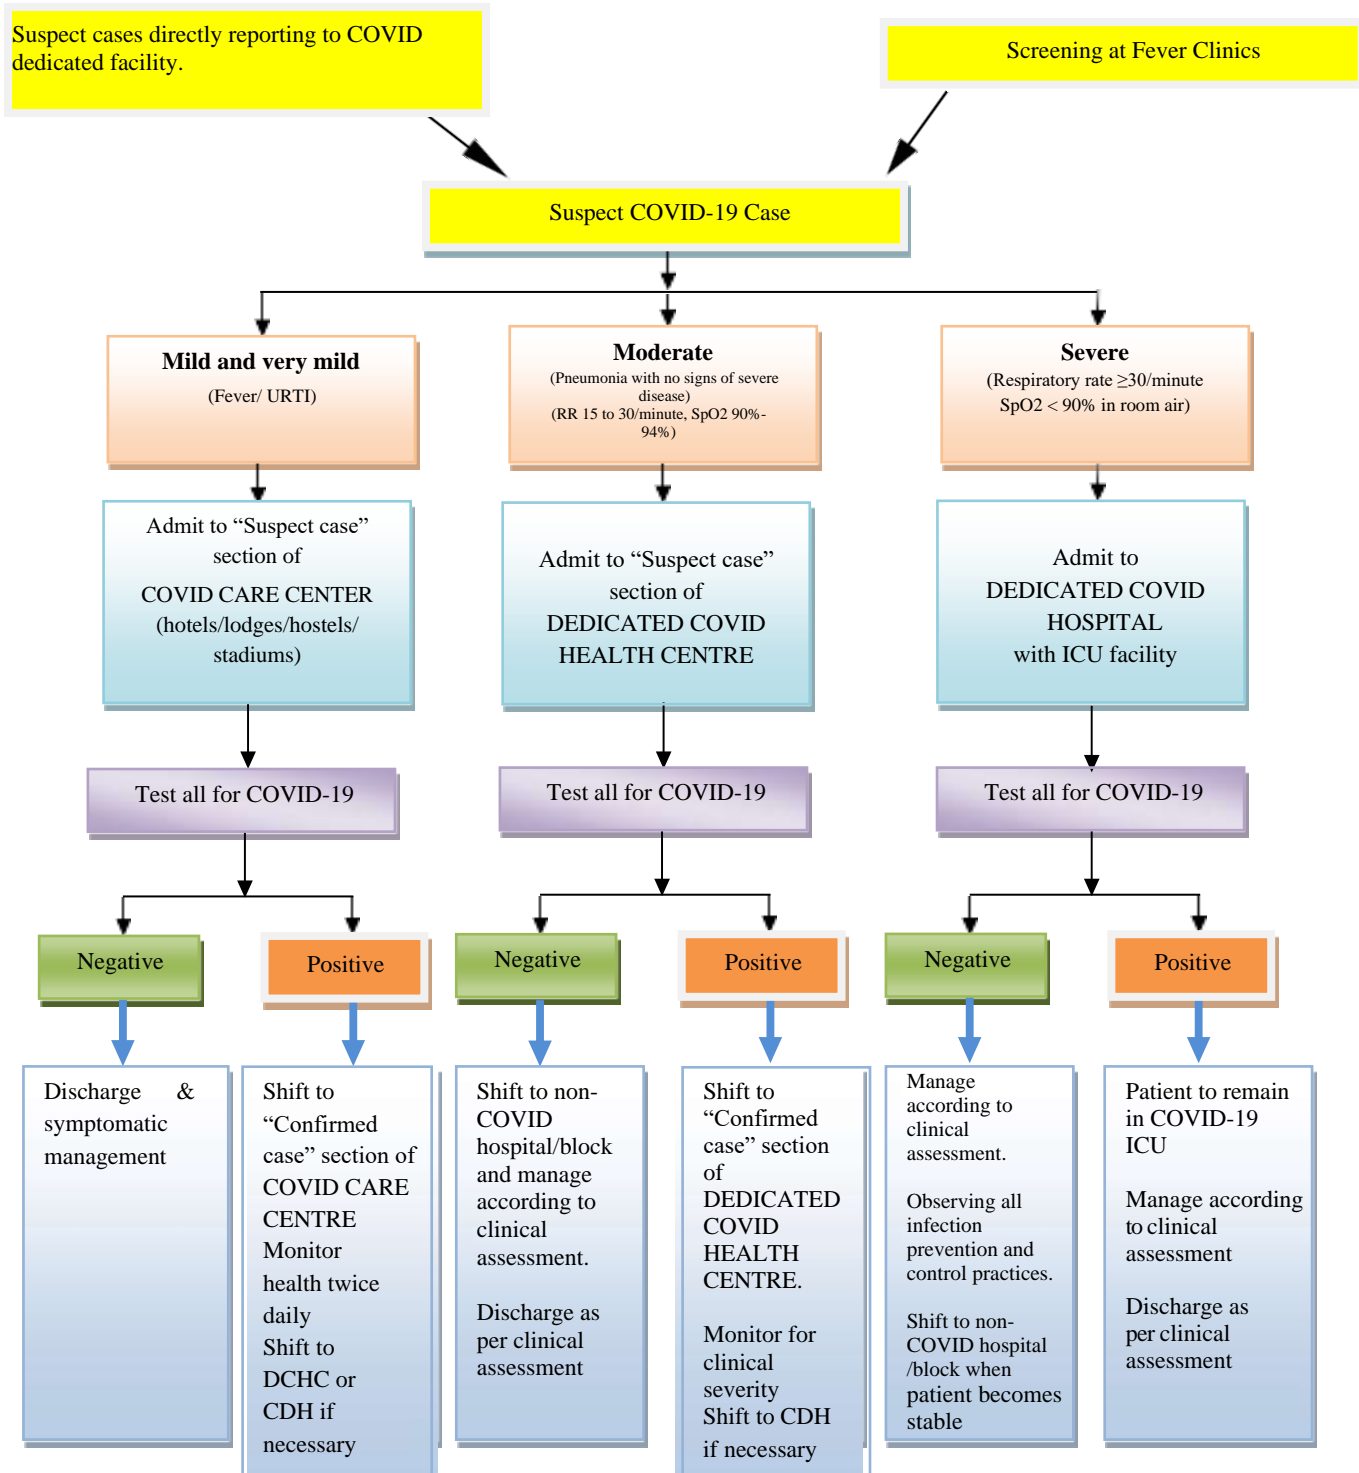 Suspect cases directly reporting to COVID
dedicated facility.
Screening at Fever Clinics
Suspect COVID-19 Case
Mild and very mild
(Fever/ URTI)
Moderate
(Pneumonia with no signs of severe
disease)
(RR 15 to 30/minute, SpO2 90%-
94%)
Severe
(Respiratory rate ≥30/minute
SpO2 < 90% in room air)
Admit to “Suspect case”
section of
COVID CARE CENTER
(hotels/lodges/hostels/
stadiums)
Admit to “Suspect case”
section of
DEDICATED COVID
HEALTH CENTRE
Admit to
DEDICATED COVID
HOSPITAL
with ICU facility
Test all for COVID-19
Test all for COVID-19
Test all for COVID-19
Negative
Positive
Negative
Positive
Negative
Positive
Discharge &
symptomatic
management
Shift to
“Confirmed
case” section of
COVID CARE
CENTRE
Monitor
health twice
daily
Shift to
DCHC or
CDH if
necessary
Shift to non-
COVID
hospital/block
and manage
according to
clinical
assessment.
Discharge as
per clinical
assessment
Shift to
“Confirmed
case” section
of
DEDICATED
COVID
HEALTH
CENTRE.
Monitor for
clinical
severity
Shift to CDH
if necessary
Manage
according to
clinical
assessment.
Observing all
infection
prevention and
control practices.
Shift to non-
COVID hospital
/block when
patient becomes
stable
Patient to remain
in COVID-19
ICU
Manage according
to clinical
assessment
Discharge as
per clinical
assessment